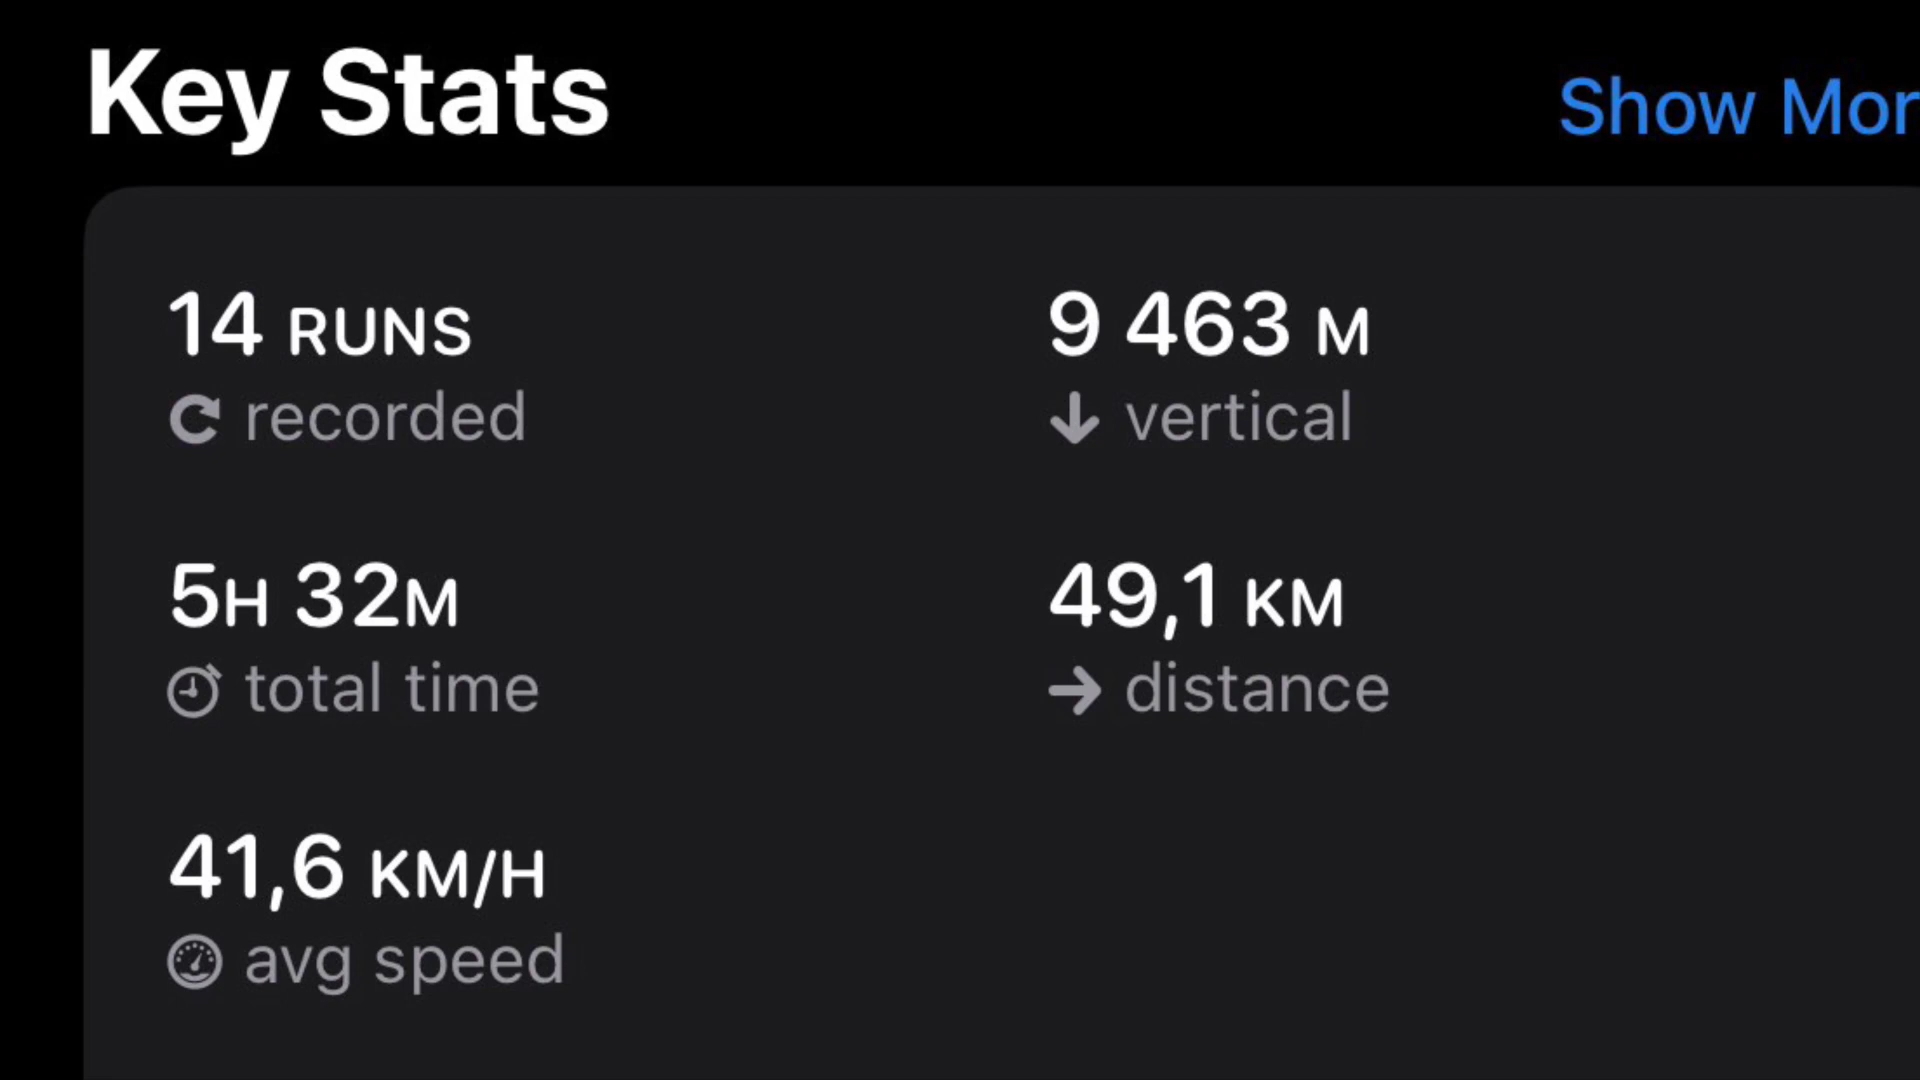 Key Stats
Show Mor
14 RUNS
recorded
9 463 M
vertical
5H 32M
total time
49,1 KM
distance
41,6 KM/H
avg speed